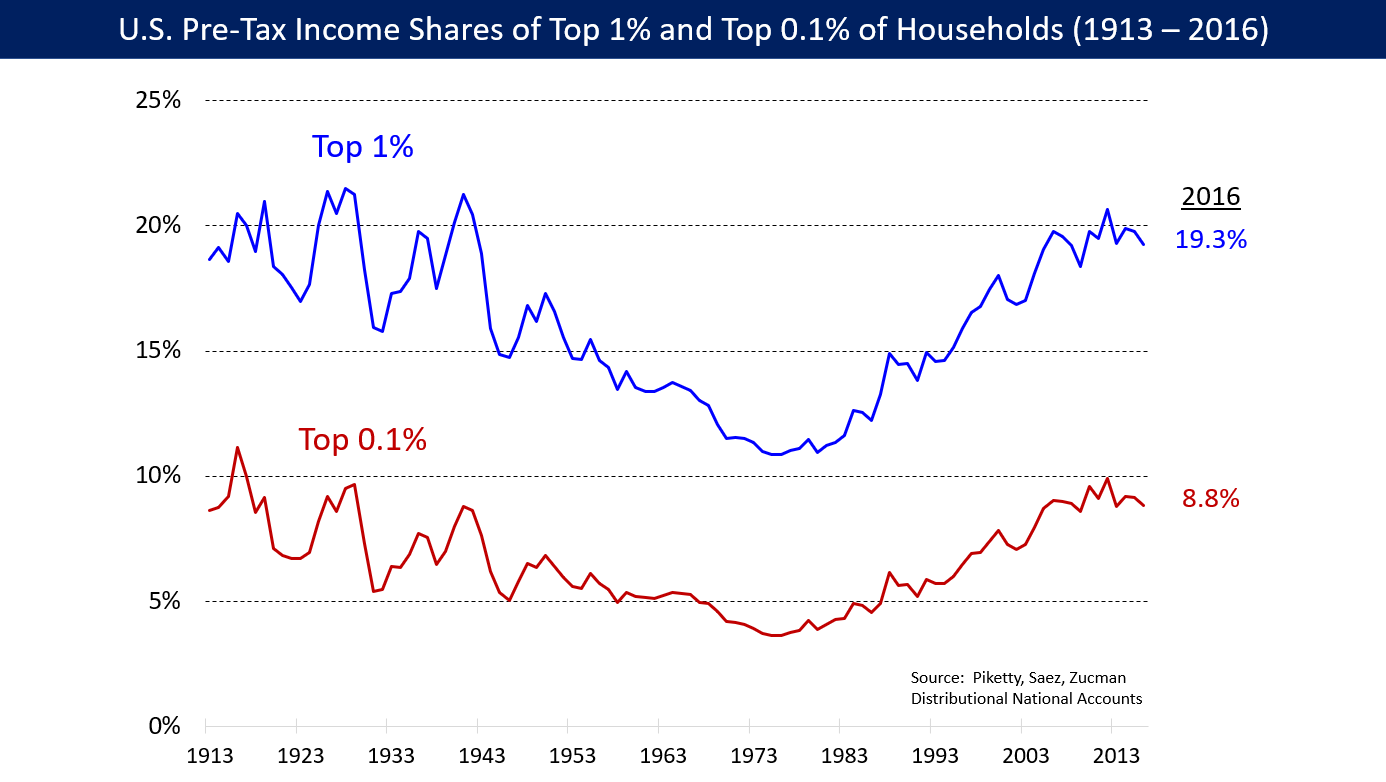 U.S. Pre-Tax Income Shares of Top 1% and Top 0.1% of Households (1913 – 2016)
25%
Top 1%
2016
20%
19.3%
15%
Top 0.1%
10%
8.8%
5%
Source:  Piketty, Saez, Zucman
Distributional National Accounts
0%
1913 1923 1933 1943 1953 1963 1973 1983 1993 2003 2013